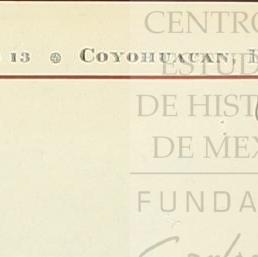 13 ⊛ COYOHUACAN,
CENTRO
ESTUD
DE HIST
DE MEX
FUNDA